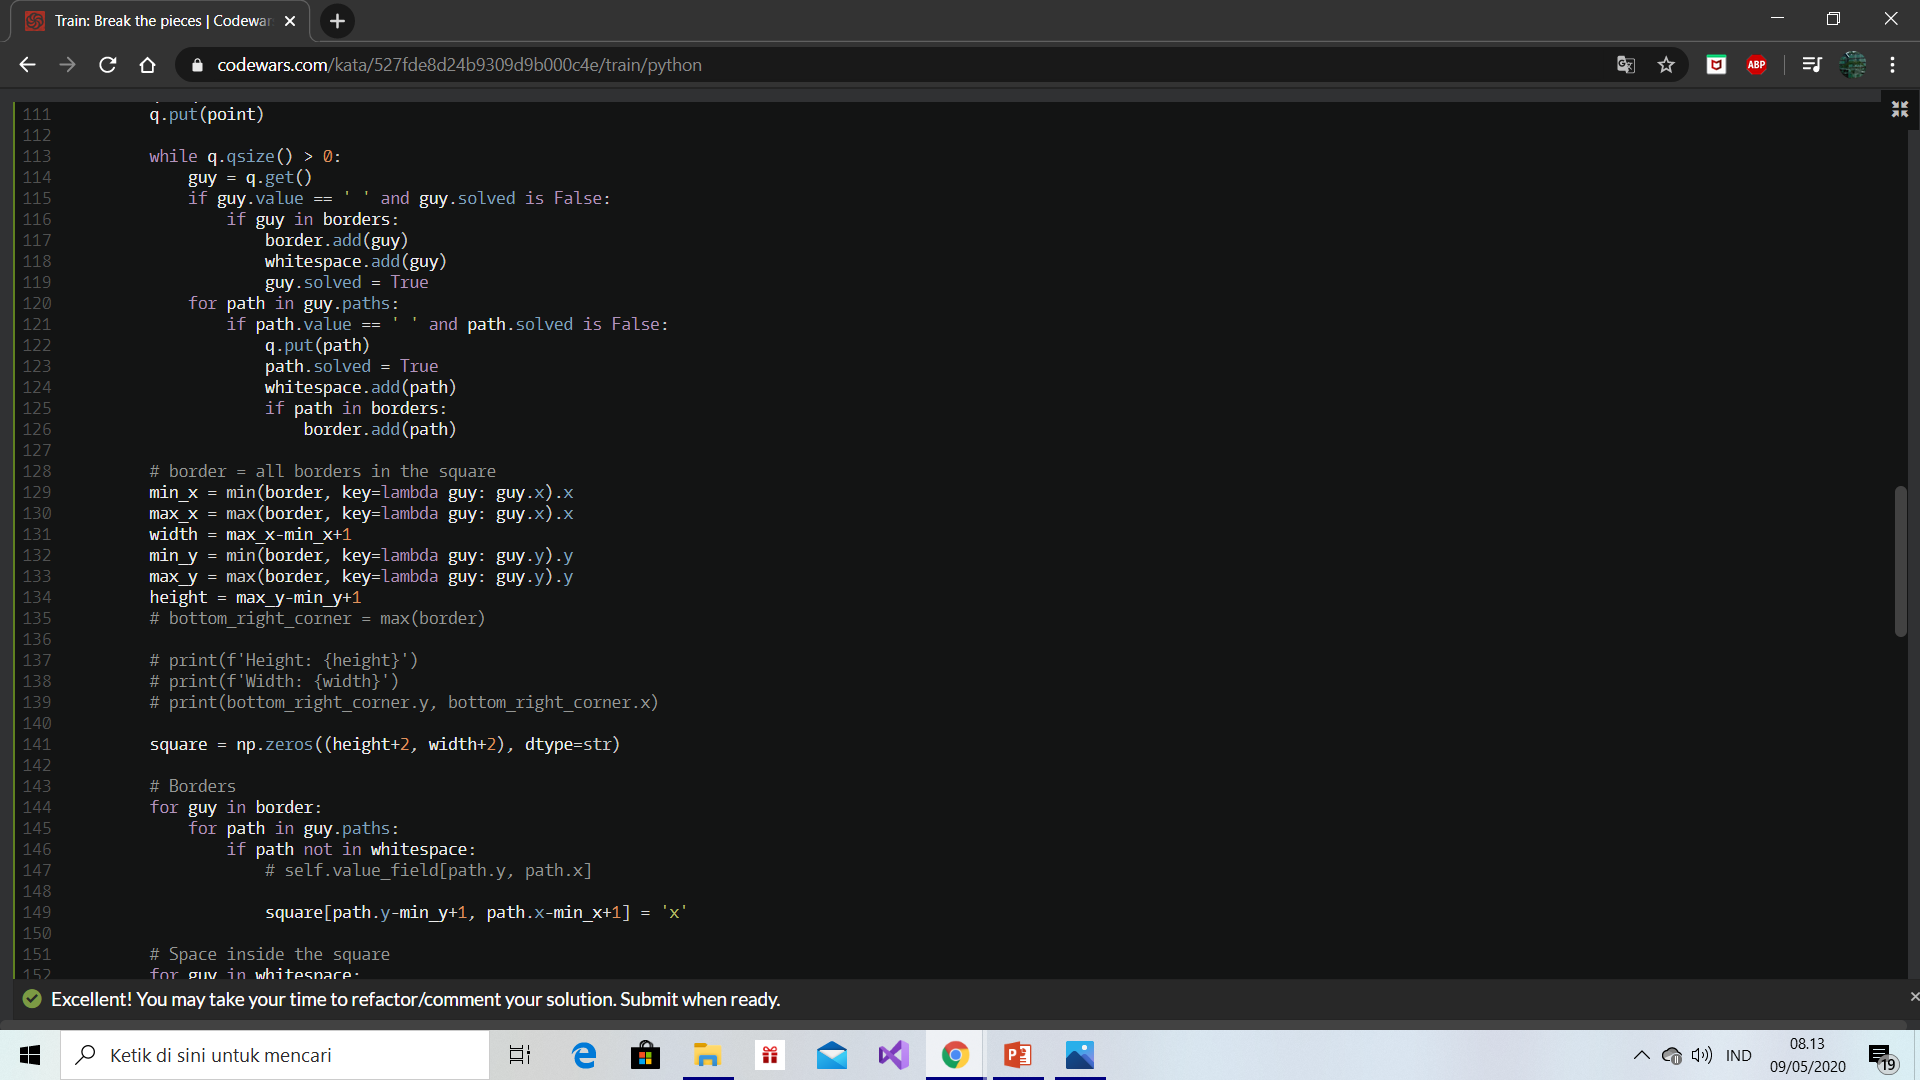 Train: Break the pieces | Codewar
codewars.com/kata/527fde8d24b9309d9b000c4e/train/python
ABP
111 q.put(point)
112
113 while q.qsize() > 0:
114 guy = q.get()
115 if guy.value == ' ' and guy.solved is False:
116 if guy in borders:
117 border.add(guy)
118 whitespace.add(guy)
119 guy.solved = True
120 for path in guy.paths:
121 if path.value == ' ' and path.solved is False:
122 q.put(path)
123 path.solved = True
124 whitespace.add(path)
125 if path in borders:
126 border.add(path)
127
128 # border = all borders in the square
129 min_x = min(border, key=lambda guy: guy.x).x
130 max_x = max(border, key=lambda guy: guy.x).x
131 width = max_x-min_x+1
132 min_y = min(border, key=lambda guy: guy.y).y
133 max_y = max(border, key=lambda guy: guy.y).y
134 height = max_y-min_y+1
135 # bottom_right_corner = max(border)
136
137 # print(f'Height: {height}')
138 # print(f'Width: {width}')
139 # print(bottom_right_corner.y, bottom_right_corner.x)
140
141 square = np.zeros((height+2, width+2), dtype=str)
142
143 # Borders
144 for guy in border:
145 for path in guy.paths:
146 if path not in whitespace:
147 # self.value_field[path.y, path.x]
148
149 square[path.y-min_y+1, path.x-min_x+1] = 'x'
150
151 # Space inside the square
152 for guy in whitespace:
Excellent! You may take your time to refactor/comment your solution. Submit when ready.
Ketik di sini untuk mencari
IND
08.13
09/05/2020
19